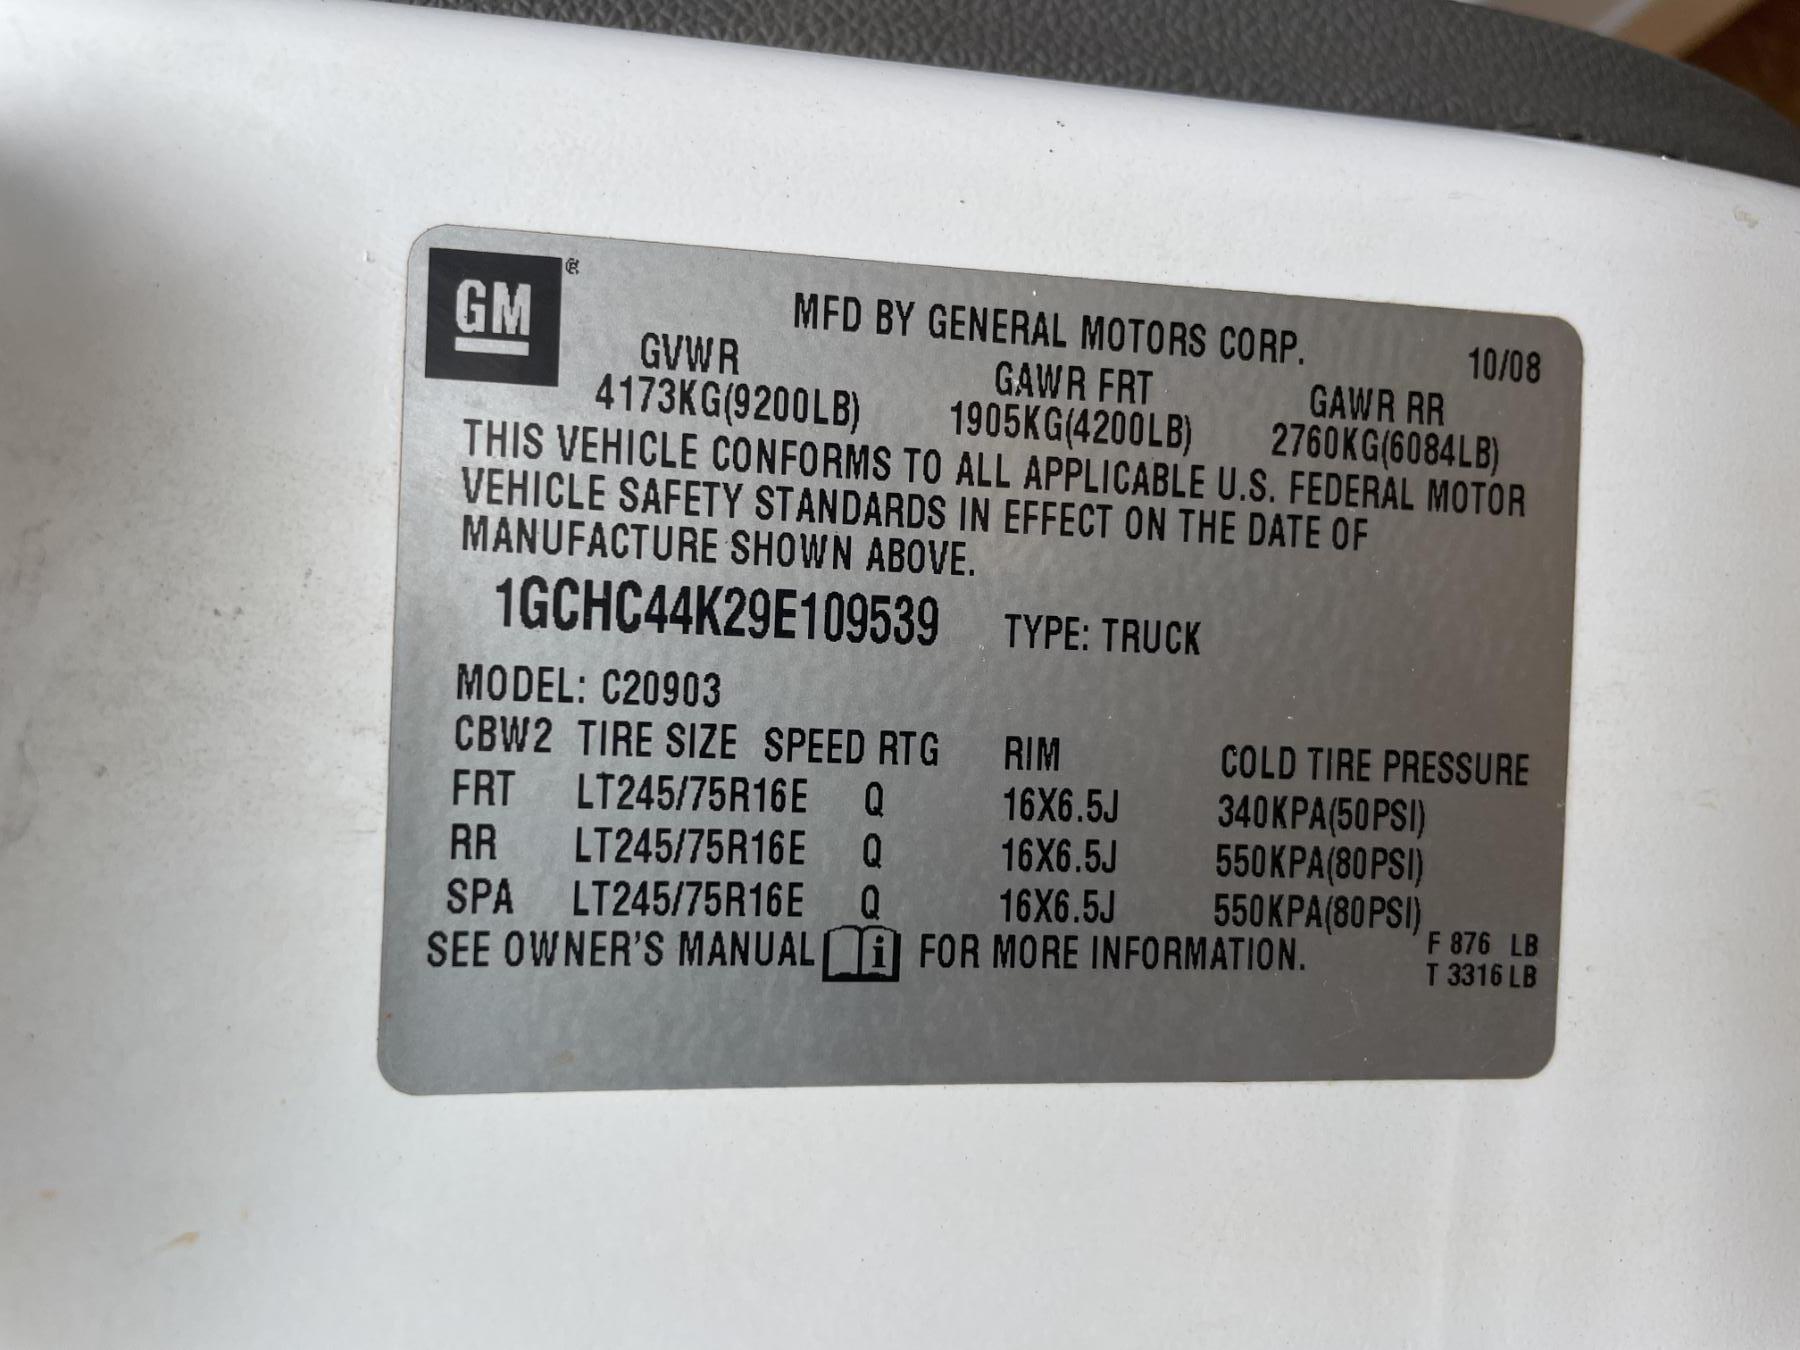 GM ®
MFD BY GENERAL MOTORS CORP. 10/08
GVWR GAWR FRT GAWR RR
4173KG(9200LB) 1905KG(4200LB) 2760KG(6084LB)
THIS VEHICLE CONFORMS TO ALL APPLICABLE U.S. FEDERAL MOTOR
VEHICLE SAFETY STANDARDS IN EFFECT ON THE DATE OF
MANUFACTURE SHOWN ABOVE.
1GCHC44K29E109539 TYPE: TRUCK
MODEL: C20903
CBW2 TIRE SIZE SPEED RTG RIM COLD TIRE PRESSURE
FRT LT245/75R16E Q 16X6.5J 340KPA(50PSI)
RR LT245/75R16E Q 16X6.5J 550KPA(80PSI)
SPA LT245/75R16E Q 16X6.5J 550KPA(80PSI)
SEE OWNER'S MANUAL i FOR MORE INFORMATION. F 876 LB
T 3316 LB